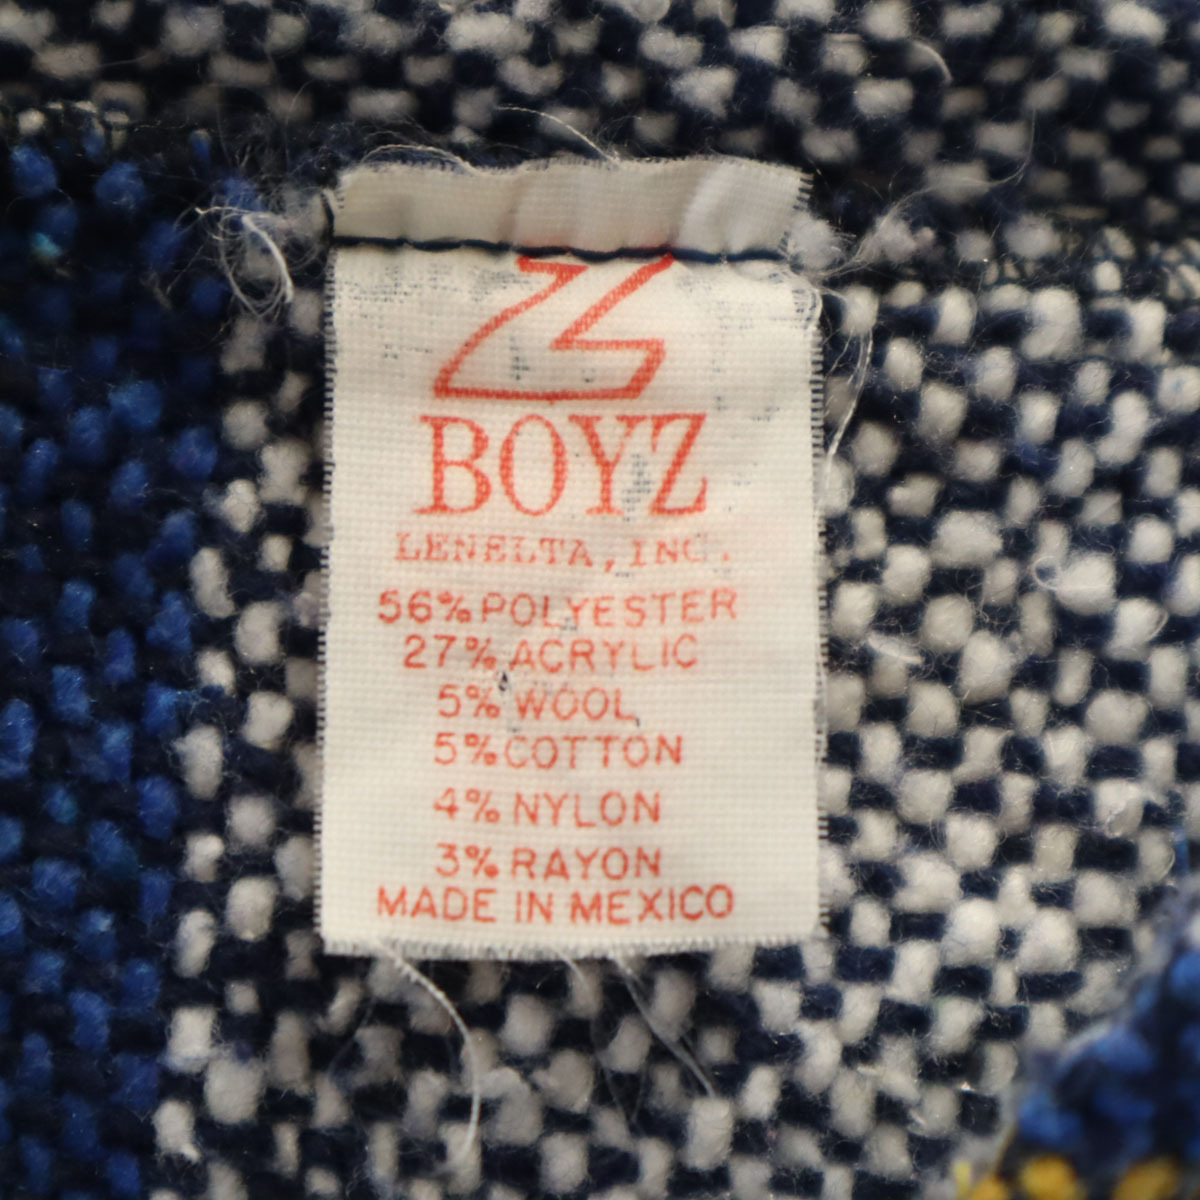 Z
BOYZ
LENELTA, INC.
56% POLYESTER
27% ACRYLIC
5% WOOL
5% COTTON
4% NYLON
3% RAYON
MADE IN MEXICO